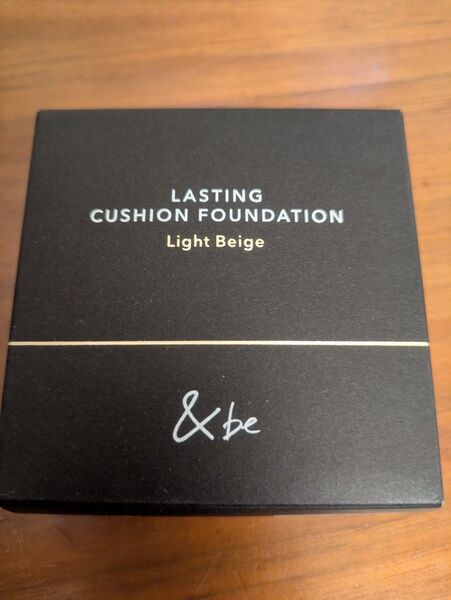 LASTING
CUSHION FOUNDATION
Light Beige
&be